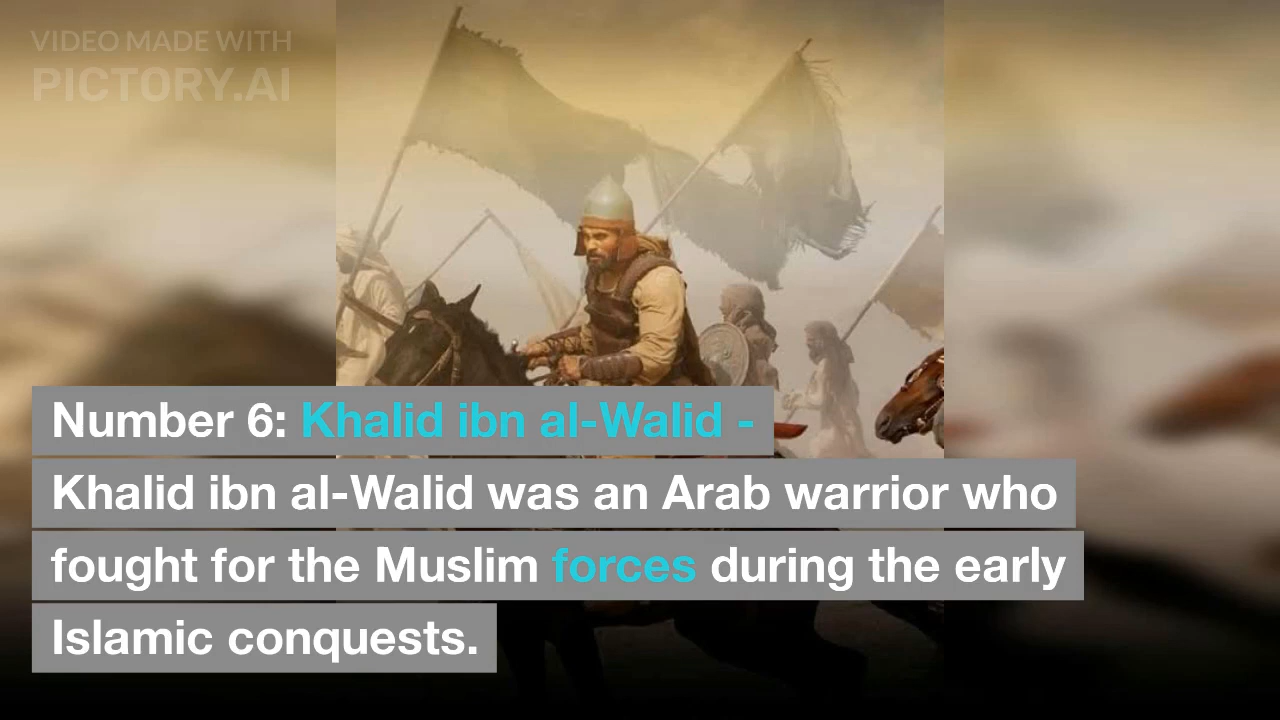 VIDEO MADE WITH
PICTORY.AI
Number 6: Khalid ibn al-Walid -
Khalid ibn al-Walid was an Arab warrior who
fought for the Muslim forces during the early
Islamic conquests.